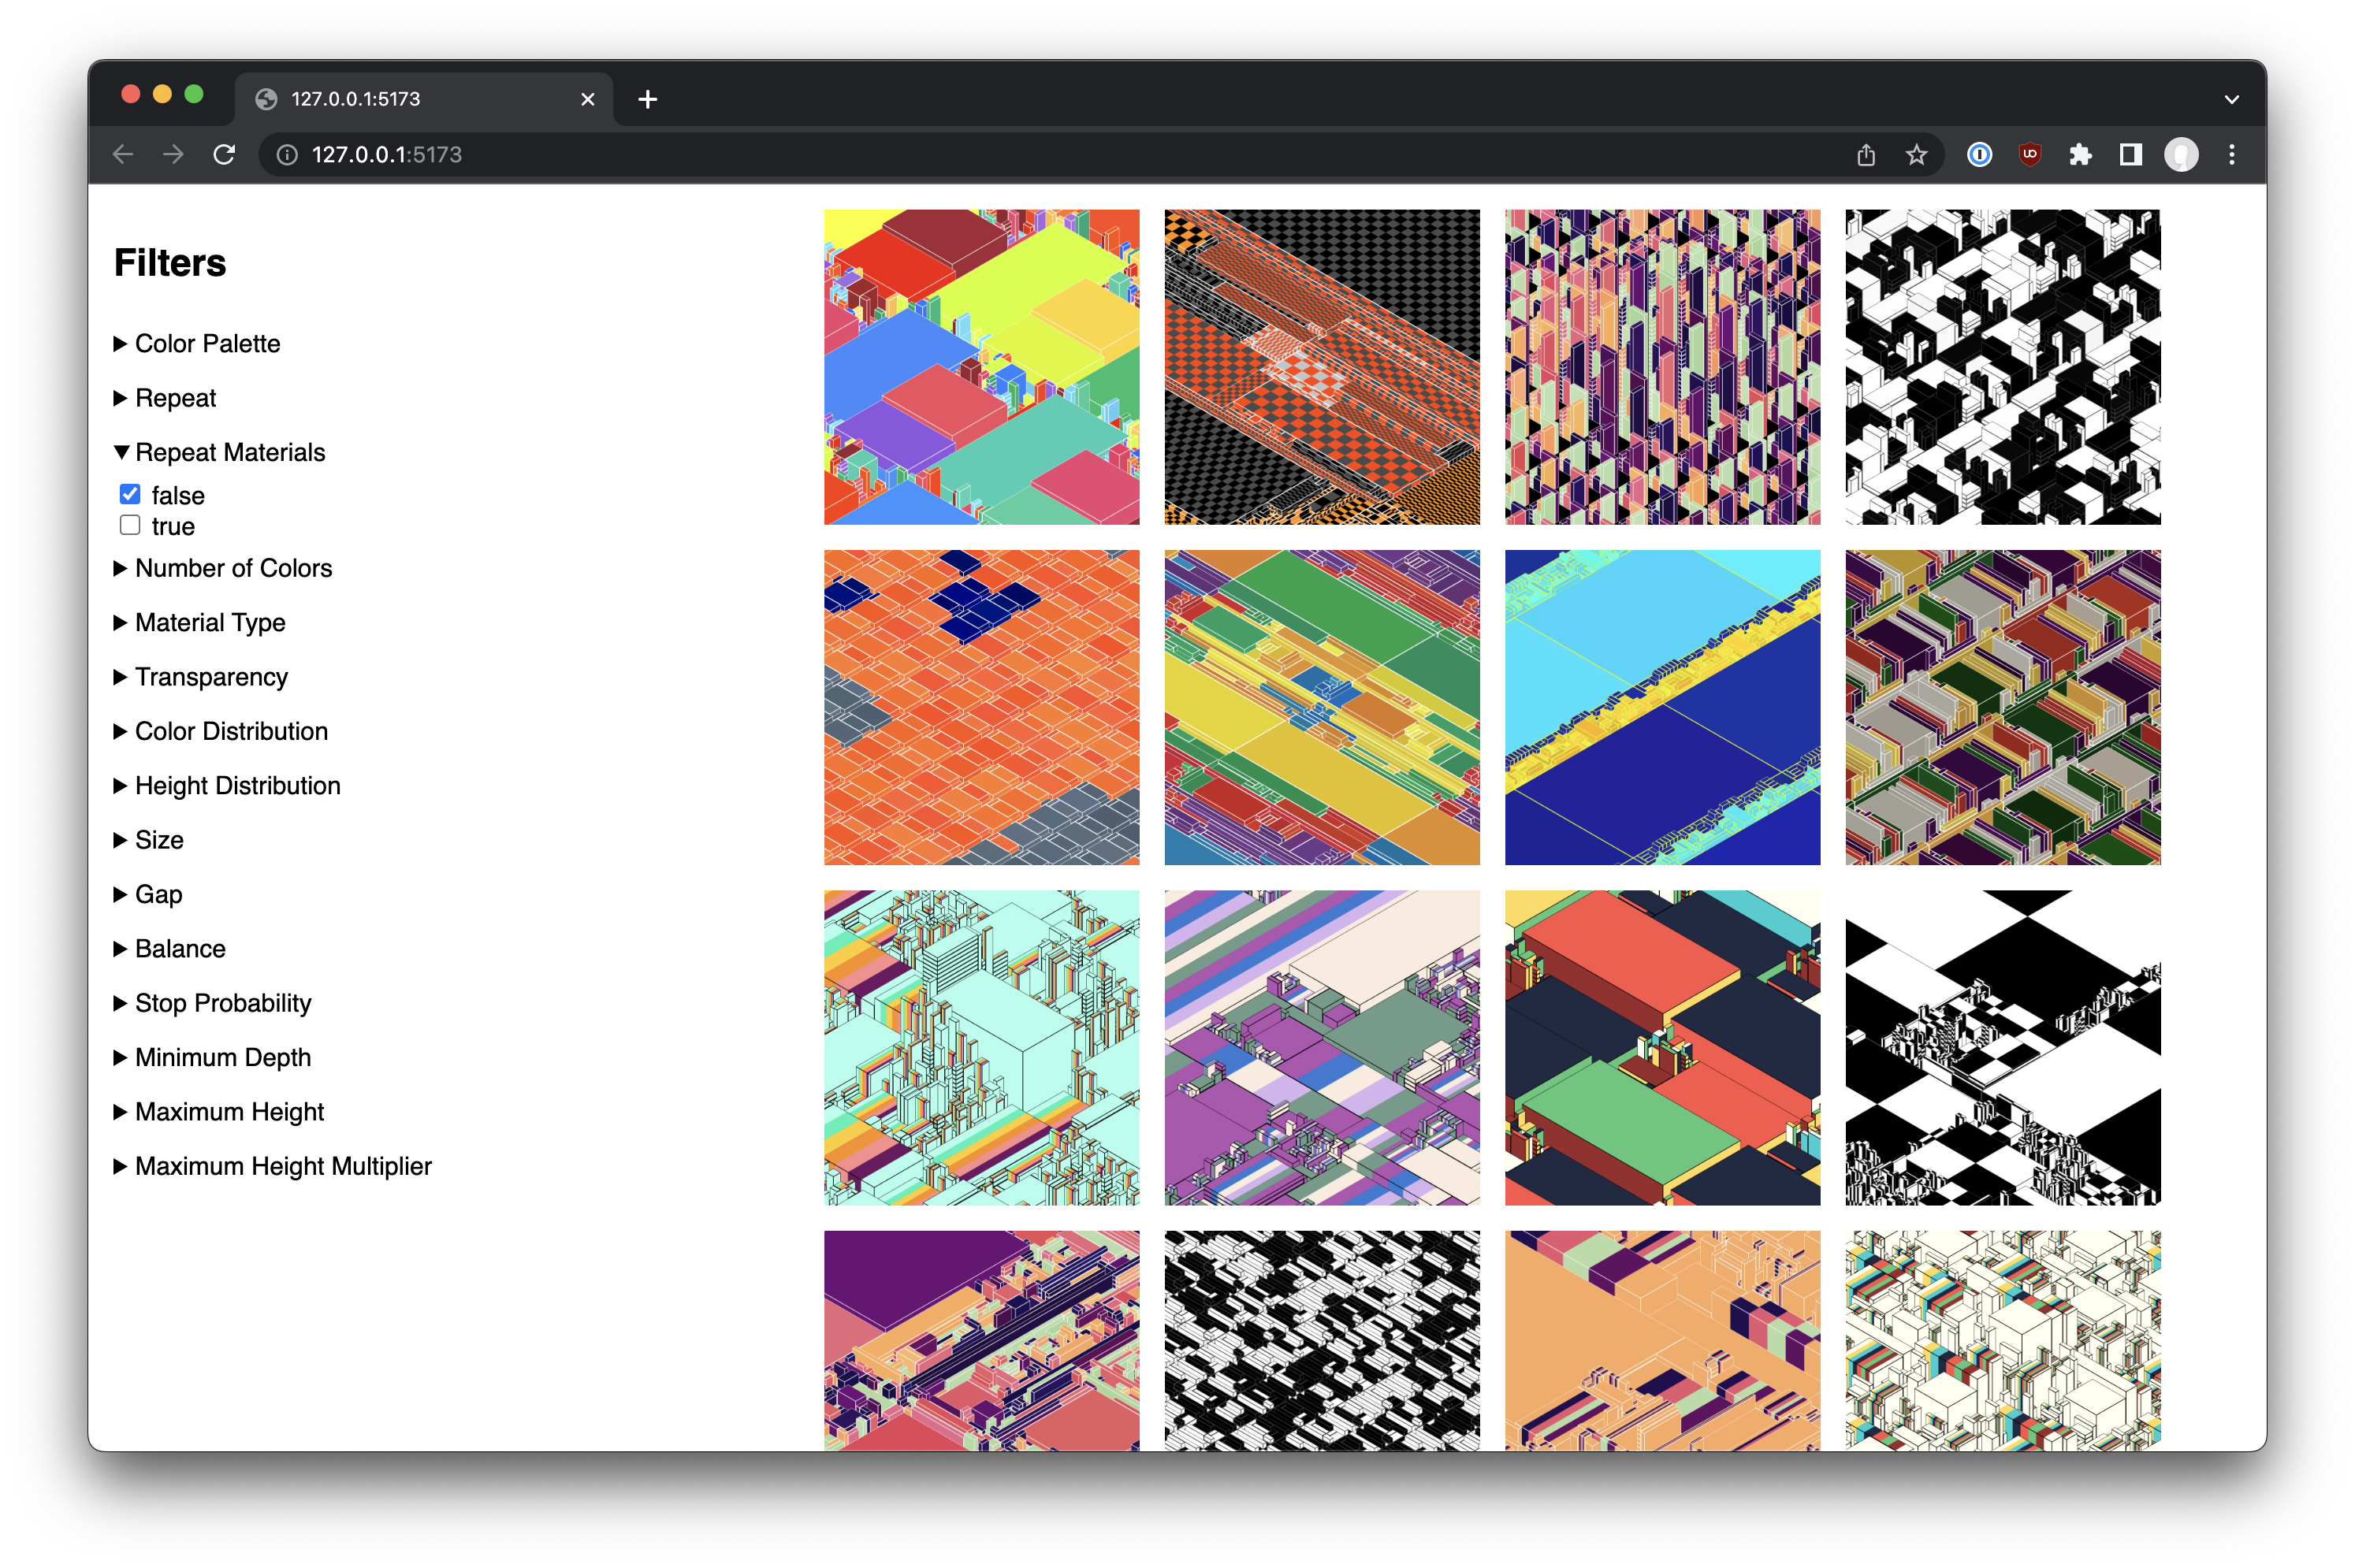 127.0.0.1:5173
127.0.0.1:5173
Filters
Color Palette
Repeat
Repeat Materials
false
true
Number of Colors
Material Type
Transparency
Color Distribution
Height Distribution
Size
Gap
Balance
Stop Probability
Minimum Depth
Maximum Height
Maximum Height Multiplier